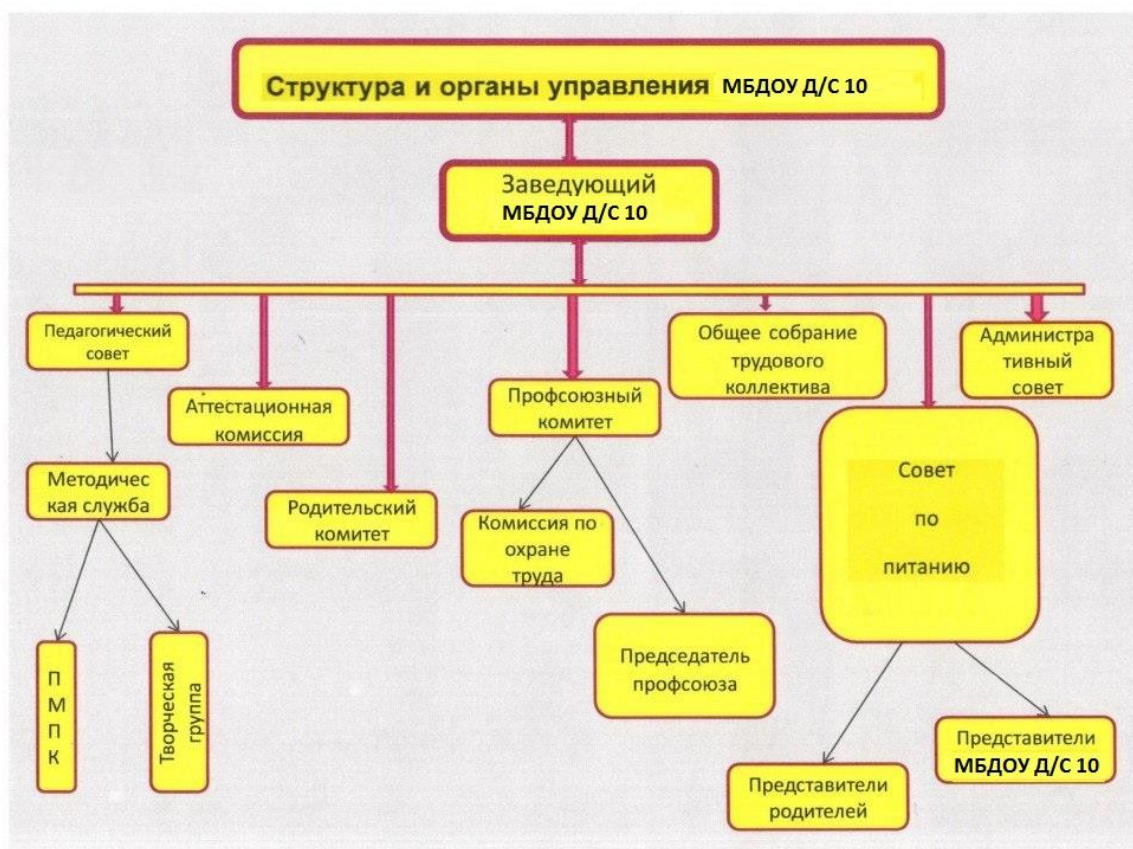 Структура и органы управления МБДОУ Д/С 10
Заведующий
МБДОУ Д/С 10
Педагогический
совет
Аттестационная
комиссия
Родительский
комитет
Профсоюзный
комитет
Общее собрание
трудового
коллектива
Администра
тивный
совет
Методичес
кая служба
Комиссия по
охране
труда
Совет
по
питанию
П
М
П
К
Творческая
группа
Председатель
профсоюза
Представители
родителей
Представители
МБДОУ Д/С 10